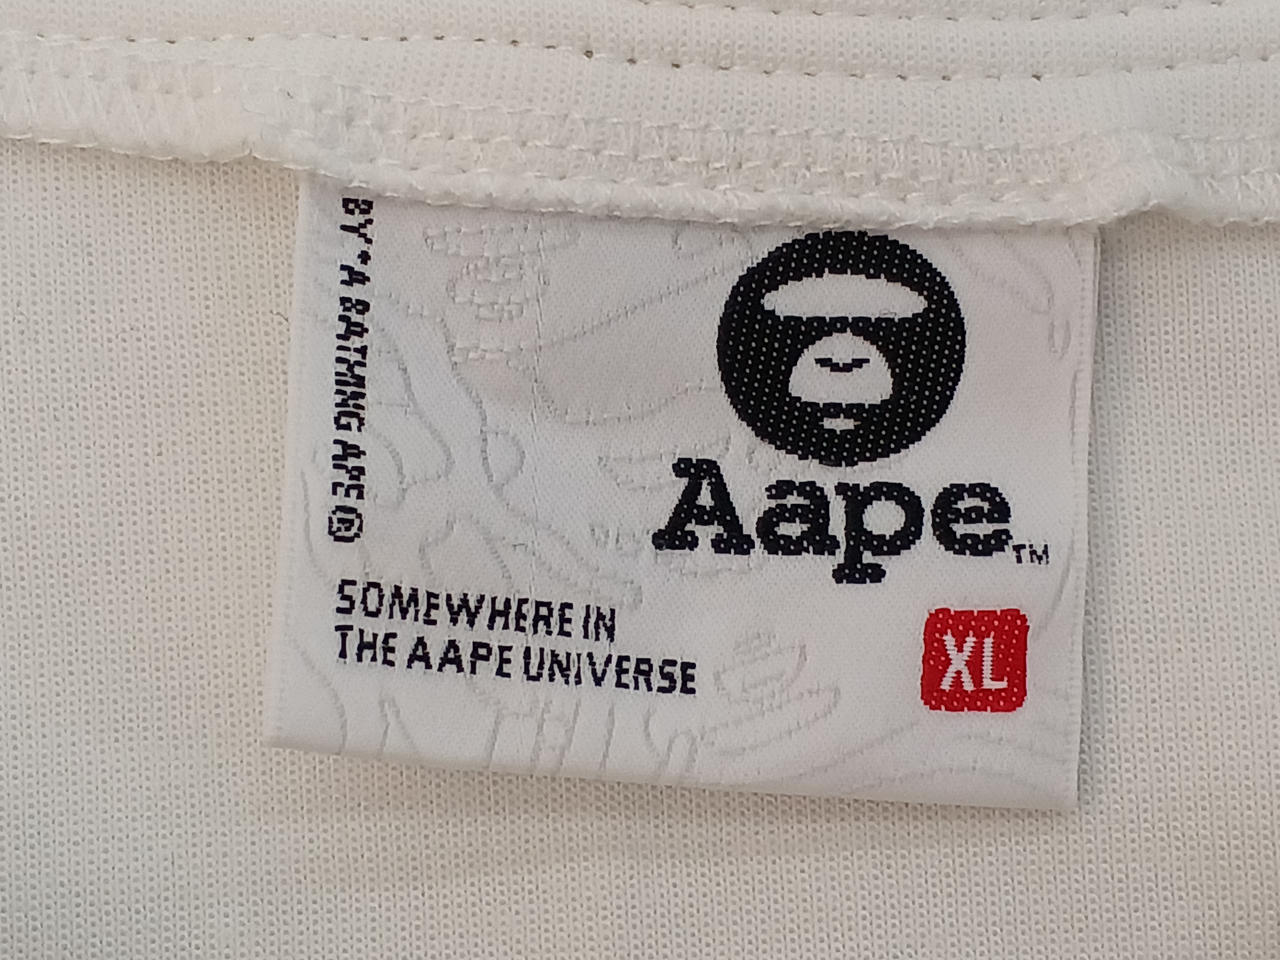 BY *A BATHING APE®
Aape™
SOMEWHERE IN
THE AAPE UNIVERSE
XL